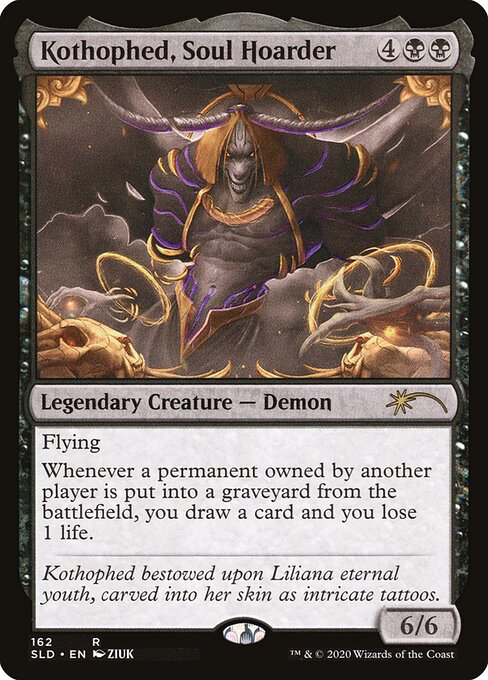 Kothophed, Soul Hoarder 4
Legendary Creature — Demon
Flying
Whenever a permanent owned by another
player is put into a graveyard from the
battlefield, you draw a card and you lose
1 life.
Kothophed bestowed upon Liliana eternal
youth, carved into her skin as intricate tattoos.
6/6
162 R
SLD • EN ZIUK
™ & © 2020 Wizards of the Coast